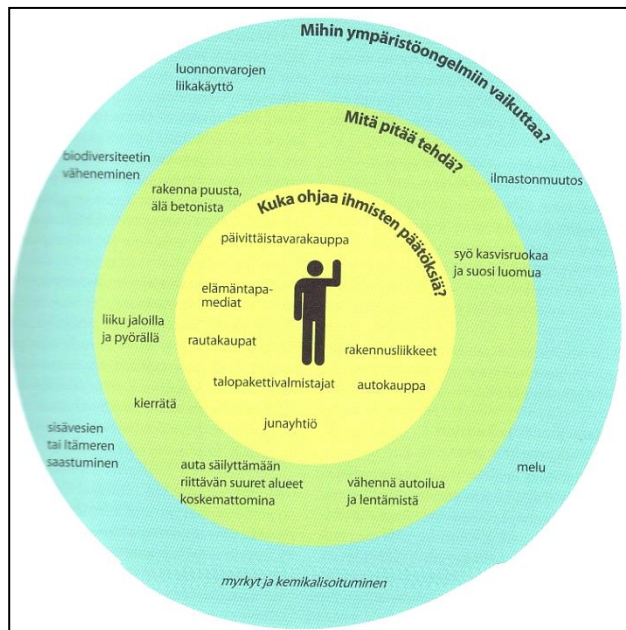 Mihin ympäristöongelmiin vaikuttaa?
luonnonvarojen
liikakäyttö
Mitä pitää tehdä?
biodiversiteetin
väheneminen
ilmastonmuutos
rakenna puusta,
älä betonista
Kuka ohjaa ihmisten päätöksiä?
päivittäistavarakauppa
syö kasvisruokaa
ja suosi luomua
elämäntapa-
mediat
liiku jaloilla
ja pyörällä
rautakaupat
rakennusliikkeet
talopakettivalmistajat
autokauppa
kierrätä
junayhtiö
sisävesien
tai Itämeren
saastuminen
auta säilyttämään
riittävän suuret alueet
koskemattomina
vähennä autoilua
ja lentämistä
melu
myrkyt ja kemikalisoituminen